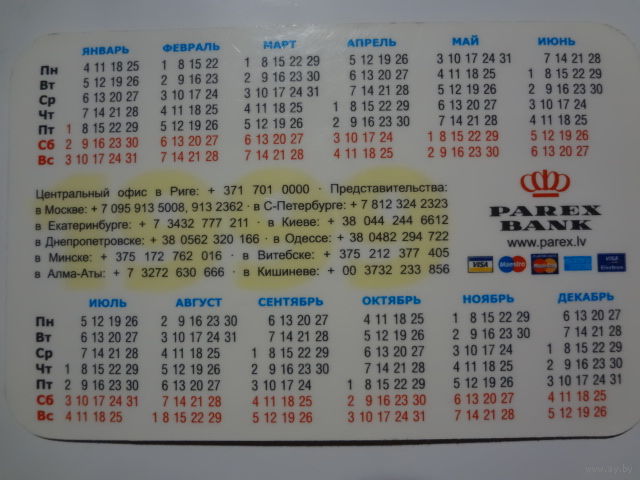 ЯНВАРЬ ФЕВРАЛЬ МАРТ АПРЕЛЬ МАЙ ИЮНЬ
Пн 4 11 18 25 1 8 15 22 1 8 15 22 29 5 12 19 26 3 10 17 24 31 7 14 21 28
Вт 5 12 19 26 2 9 16 23 2 9 16 23 30 6 13 20 27 4 11 18 25 1 8 15 22 29
Ср 6 13 20 27 3 10 17 24 3 10 17 24 31 7 14 21 28 5 12 19 26 2 9 16 23 30
Чт 7 14 21 28 4 11 18 25 4 11 18 25 1 8 15 22 29 6 13 20 27 3 10 17 24
Пт 1 8 15 22 29 5 12 19 26 5 12 19 26 2 9 16 23 30 7 14 21 28 4 11 18 25
Сб 2 9 16 23 30 6 13 20 27 6 13 20 27 3 10 17 24 1 8 15 22 29 5 12 19 26
Вс 3 10 17 24 31 7 14 21 28 7 14 21 28 4 11 18 25 2 9 16 23 30 6 13 20 27
Центральный офис в Риге: + 371 701 0000 · Представительства:
в Москве: + 7 095 913 5008, 913 2362 · в С-Петербурге: + 7 812 324 2323
в Екатеринбурге: + 7 3432 777 211 · в Киеве: + 38 044 244 6612
в Днепропетровске: + 38 0562 320 166 · в Одессе: + 38 0482 294 722
в Минске: + 375 172 762 016 · в Витебске: + 375 212 377 405
в Алма-Аты: + 7 3272 630 666 · в Кишиневе: + 00 3732 233 856
PAREX
BANK
www.parex.lv
VISA Maestro MasterCard VISA Electron
ИЮЛЬ АВГУСТ СЕНТЯБРЬ ОКТЯБРЬ НОЯБРЬ ДЕКАБРЬ
Пн 5 12 19 26 2 9 16 23 30 6 13 20 27 4 11 18 25 1 8 15 22 29 6 13 20 27
Вт 6 13 20 27 3 10 17 24 31 7 14 21 28 5 12 19 26 2 9 16 23 30 7 14 21 28
Ср 7 14 21 28 4 11 18 25 1 8 15 22 29 6 13 20 27 3 10 17 24 1 8 15 22 29
Чт 1 8 15 22 29 5 12 19 26 2 9 16 23 30 7 14 21 28 4 11 18 25 2 9 16 23 30
Пт 2 9 16 23 30 6 13 20 27 3 10 17 24 1 8 15 22 29 5 12 19 26 3 10 17 24 31
Сб 3 10 17 24 31 7 14 21 28 4 11 18 25 2 9 16 23 30 6 13 20 27 4 11 18 25
Вс 4 11 18 25 1 8 15 22 29 5 12 19 26 3 10 17 24 31 7 14 21 28 5 12 19 26
www.ay.by